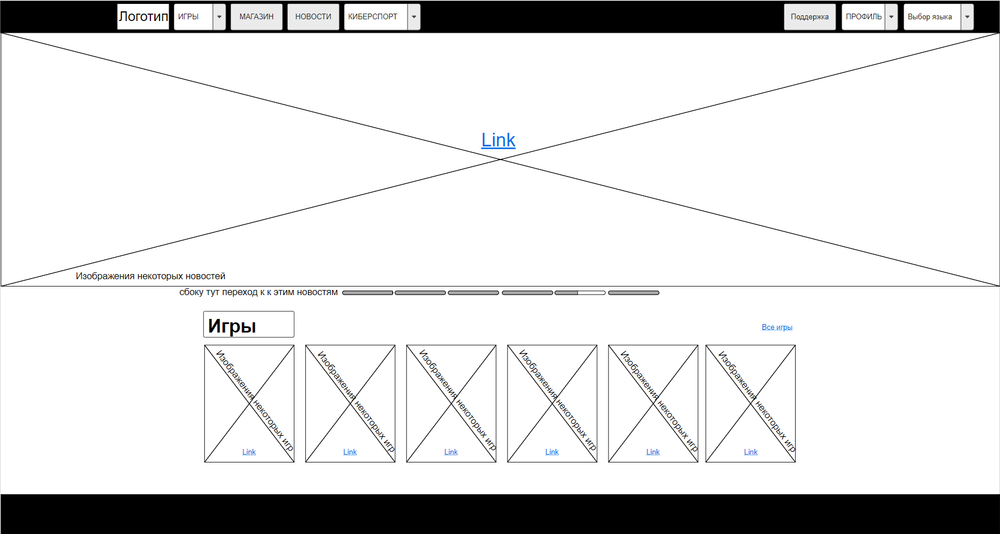 Логотип
ИГРЫ
МАГАЗИН
НОВОСТИ
КИБЕРСПОРТ
Поддержка
ПРОФИЛЬ
Выбор языка
Link
Изображения некоторых новостей
сбоку тут переход к к этим новостям
Игры
Все игры
Изображения некоторых игр
Link
Изображения некоторых игр
Link
Изображения некоторых игр
Link
Изображения некоторых игр
Link
Изображения некоторых игр
Link
Изображения некоторых игр
Link